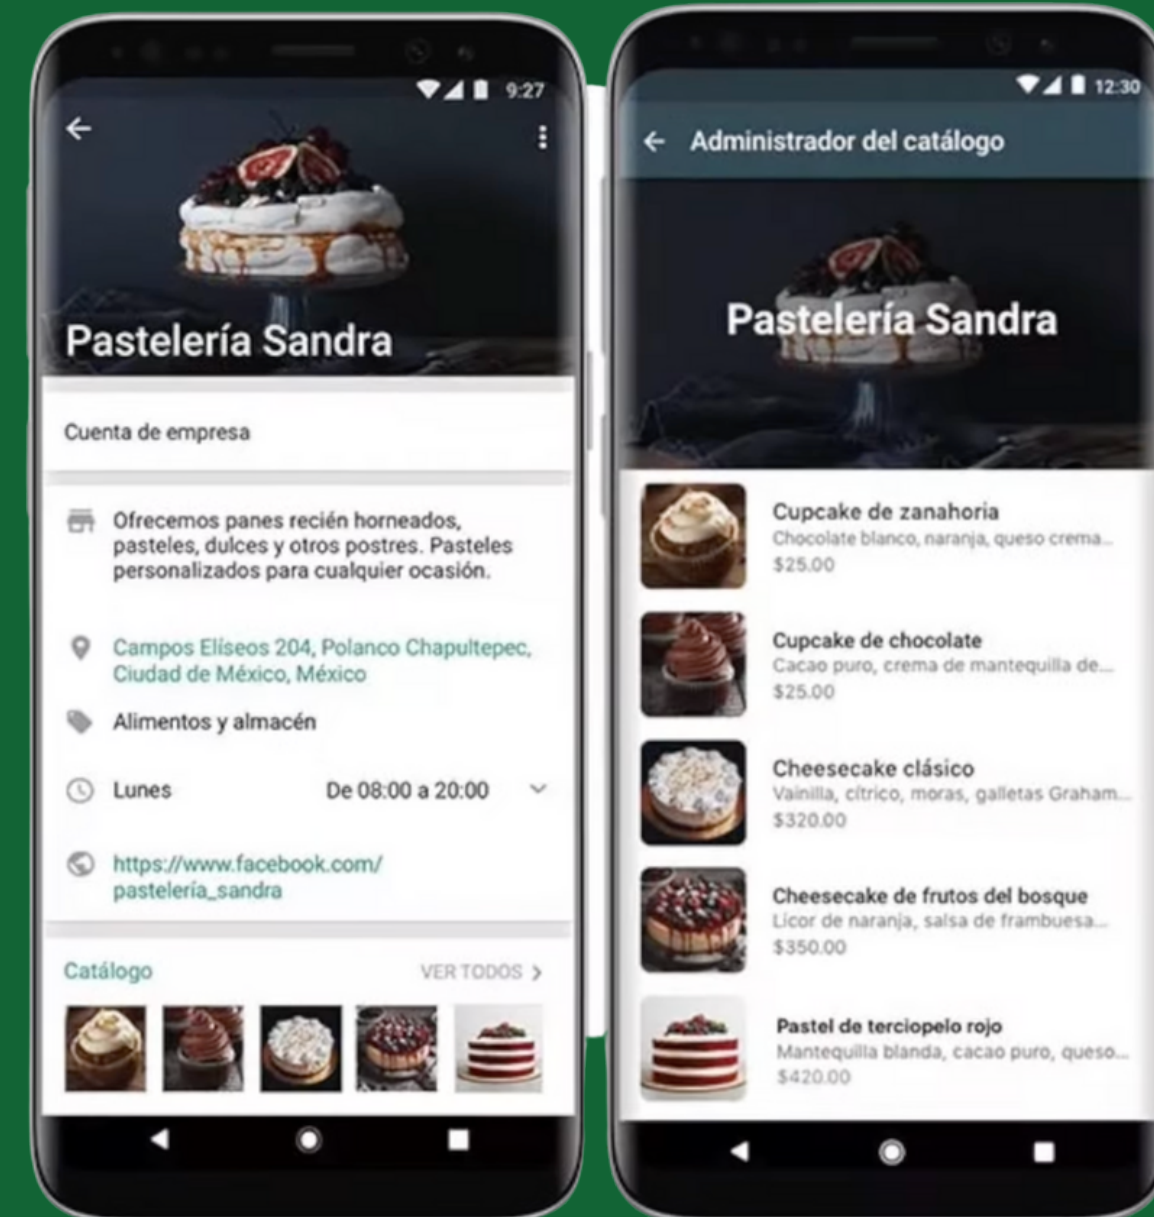 9:27
Pastelería Sandra
Cuenta de empresa
Ofrecemos panes recién horneados,
pasteles, dulces y otros postres. Pasteles
personalizados para cualquier ocasión.
Campos Elíseos 204, Polanco Chapultepec,
Ciudad de México, México
Alimentos y almacén
Lunes De 08:00 a 20:00
https://www.facebook.com/
pastelería_sandra
Catálogo VER TODOS
12:30
Administrador del catálogo
Pastelería Sandra
Cupcake de zanahoria
Chocolate blanco, naranja, queso crema...
$25.00
Cupcake de chocolate
Cacao puro, crema de mantequilla de...
$25.00
Cheesecake clásico
Vainilla, cítrico, moras, galletas Graham...
$320.00
Cheesecake de frutos del bosque
Licor de naranja, salsa de frambuesa...
$350.00
Pastel de terciopelo rojo
Mantequilla blanda, cacao puro, queso...
$420.00